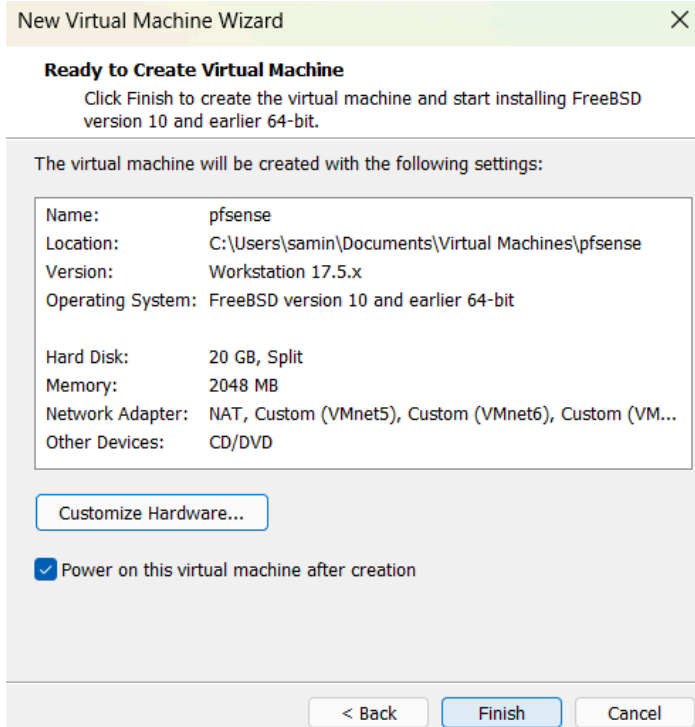 New Virtual Machine Wizard
Ready to Create Virtual Machine
Click Finish to create the virtual machine and start installing FreeBSD
version 10 and earlier 64-bit.
The virtual machine will be created with the following settings:
Name: pfsense
Location: C:\Users\samin\Documents\Virtual Machines\pfsense
Version: Workstation 17.5.x
Operating System: FreeBSD version 10 and earlier 64-bit
Hard Disk: 20 GB, Split
Memory: 2048 MB
Network Adapter: NAT, Custom (VMnet5), Custom (VMnet6), Custom (VM...
Other Devices: CD/DVD
Customize Hardware...
Power on this virtual machine after creation
< Back Finish Cancel